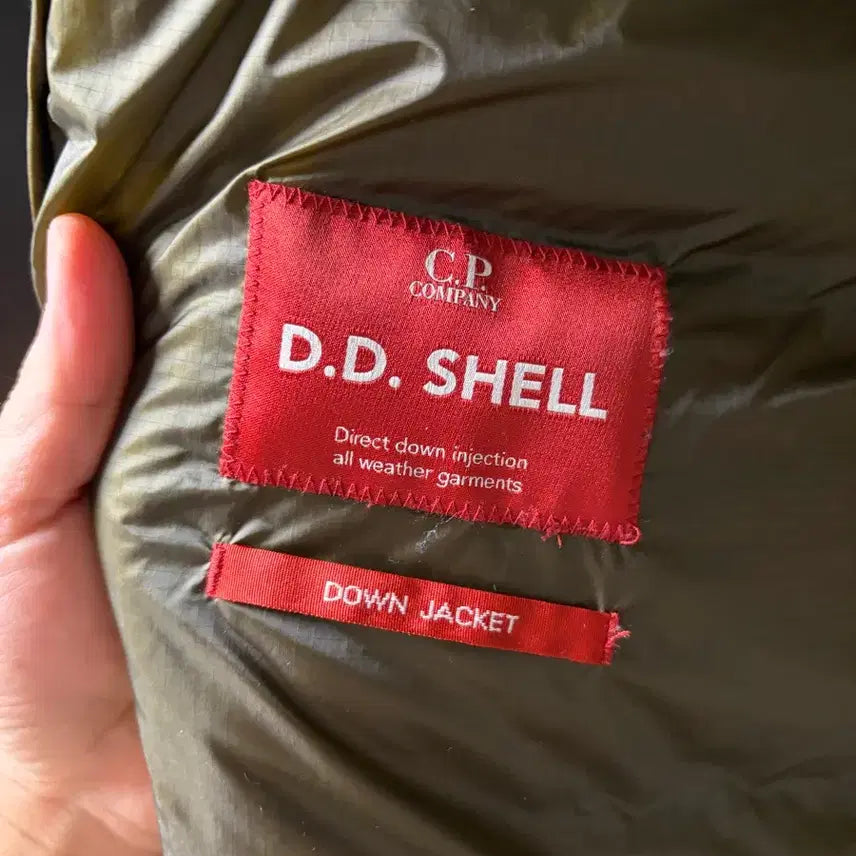 C.P.
COMPANY
D.D. SHELL
Direct down injection
all weather garments
DOWN JACKET